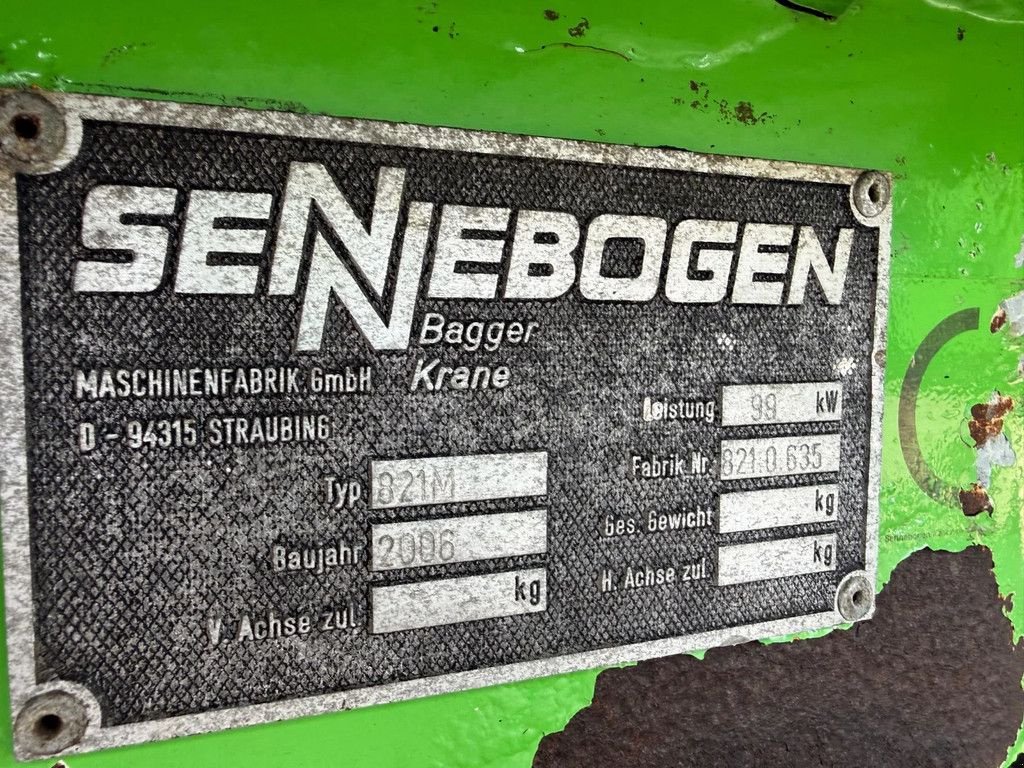 SENNEBOGEN
Bagger
Krane
MASCHINENFABRIK GmbH
D - 94315 STRAUBING
Typ 821M
Baujahr 2006
V. Achse zul. kg
Leistung 99 kW
Fabrik Nr. 821.0.635
Ges. Gewicht kg
H. Achse zul. kg